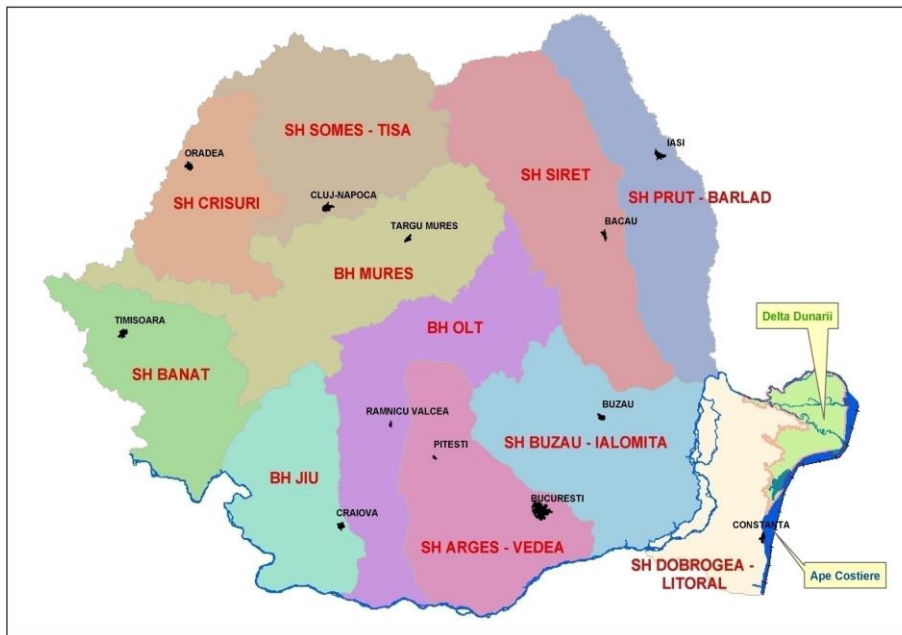 IASI
SH SOMES - TISA
ORADEA
SH SIRET
SH PRUT - BARLAD
CLUJ-NAPOCA
SH CRISURI
BACAU
TARGU MURES
BH MURES
Delta Dunarii
TIMISOARA
BH OLT
SH BANAT
RAMNICU VALCEA
BUZAU
PITESTI
SH BUZAU - IALOMITA
BH JIU
BUCURESTI
CRAIOVA
CONSTANTA
SH ARGES - VEDEA
SH DOBROGEA -
LITORAL
Ape Costiere